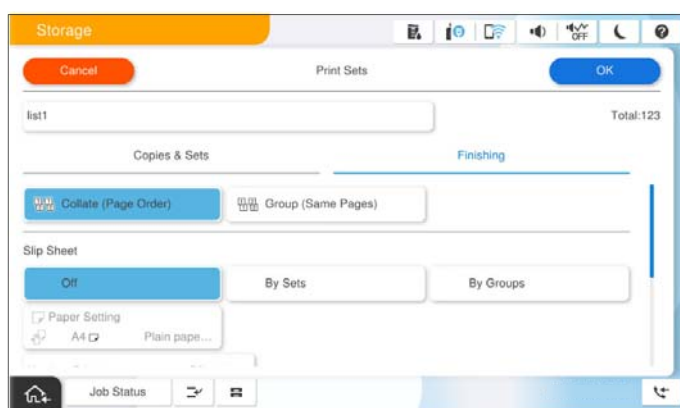 Storage
OFF
Cancel
Print Sets
OK
list1
Total:123
Copies & Sets
Finishing
Collate (Page Order)
Group (Same Pages)
Slip Sheet
Off
By Sets
By Groups
Paper Setting
A4
Plain pape...
Job Status